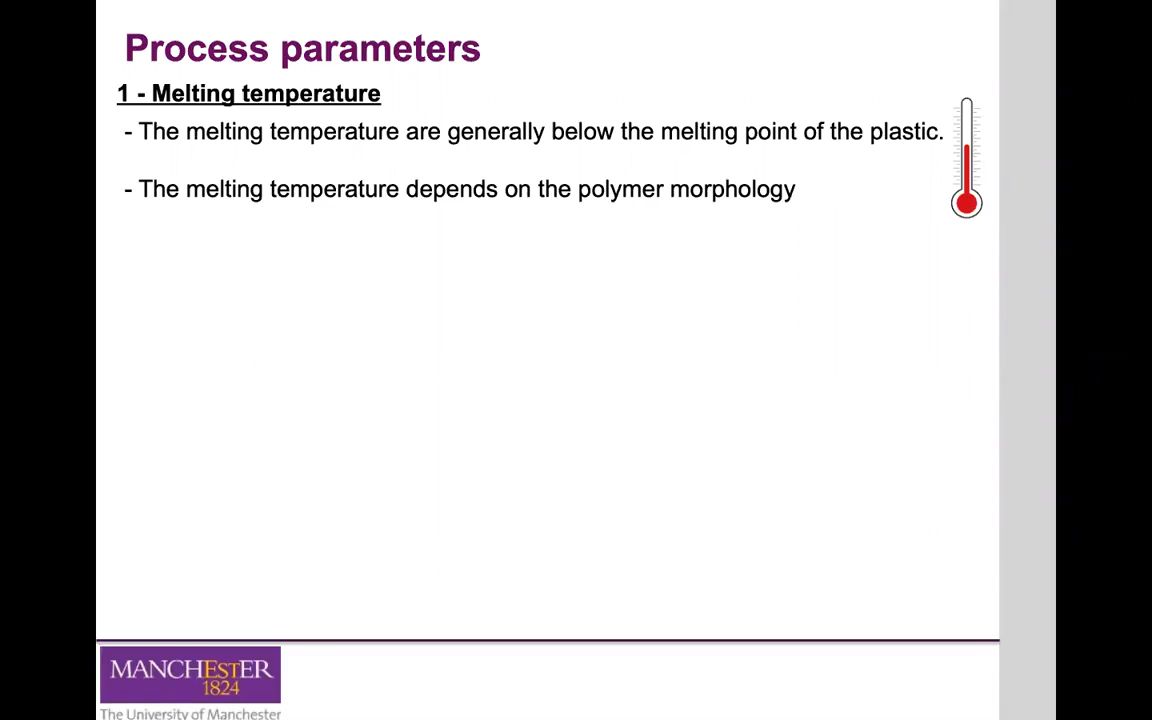 Process parameters
1 - Melting temperature
- The melting temperature are generally below the melting point of the plastic.
- The melting temperature depends on the polymer morphology
MANCHESTER
1824
The University of Manchester